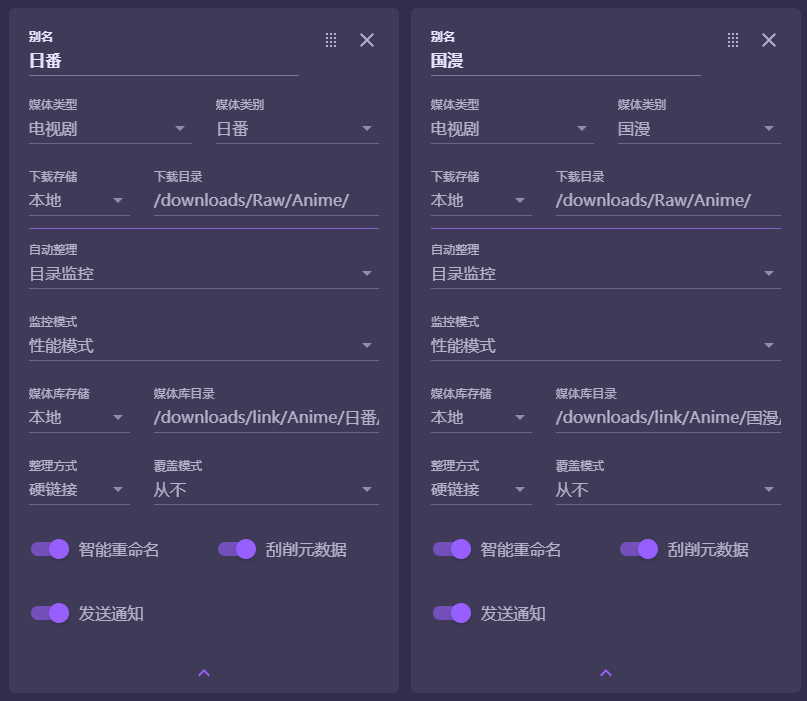 别名
日番
媒体类型
电视剧
媒体类别
日番
下载存储
本地
下载目录
/downloads/Raw/Anime/
自动整理
目录监控
监控模式
性能模式
媒体库存储
本地
媒体库目录
/downloads/link/Anime/日番/
整理方式
硬链接
覆盖模式
从不
智能重命名
刮削元数据
发送通知
别名
国漫
媒体类型
电视剧
媒体类别
国漫
下载存储
本地
下载目录
/downloads/Raw/Anime/
自动整理
目录监控
监控模式
性能模式
媒体库存储
本地
媒体库目录
/downloads/link/Anime/国漫/
整理方式
硬链接
覆盖模式
从不
智能重命名
刮削元数据
发送通知